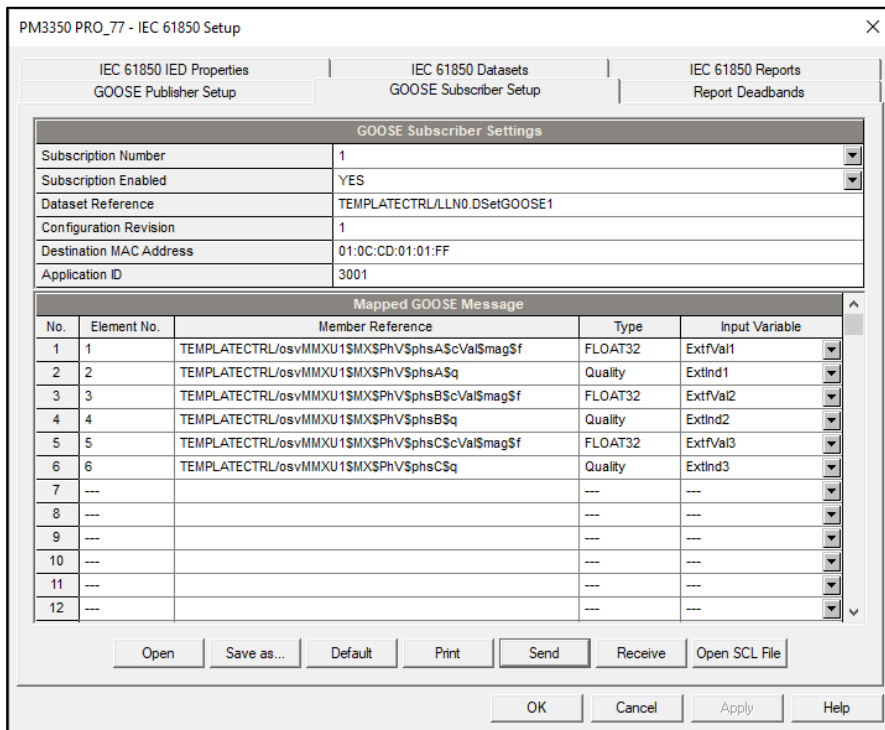 PM3350 PRO_77 - IEC 61850 Setup
IEC 61850 IED Properties IEC 61850 Datasets IEC 61850 Reports
GOOSE Publisher Setup GOOSE Subscriber Setup Report Deadbands
GOOSE Subscriber Settings
Subscription Number 1
Subscription Enabled YES
Dataset Reference TEMPLATECTRL/LLN0.DSetGOOSE1
Configuration Revision 1
Destination MAC Address 01:0C:CD:01:01:FF
Application ID 3001
Mapped GOOSE Message
No. Element No. Member Reference Type Input Variable
1 1 TEMPLATECTRL/osvMMXU1$MX$PhV$phsA$cVal$mag$f FLOAT32 ExtfVal1
2 2 TEMPLATECTRL/osvMMXU1$MX$PhV$phsA$q Quality ExtInd1
3 3 TEMPLATECTRL/osvMMXU1$MX$PhV$phsB$cVal$mag$f FLOAT32 ExtfVal2
4 4 TEMPLATECTRL/osvMMXU1$MX$PhV$phsB$q Quality ExtInd2
5 5 TEMPLATECTRL/osvMMXU1$MX$PhV$phsC$cVal$mag$f FLOAT32 ExtfVal3
6 6 TEMPLATECTRL/osvMMXU1$MX$PhV$phsC$q Quality ExtInd3
7 --- --- ---
8 --- --- ---
9 --- --- ---
10 --- --- ---
11 --- --- ---
12 --- --- ---
Open Save as... Default Print Send Receive Open SCL File
OK Cancel Apply Help